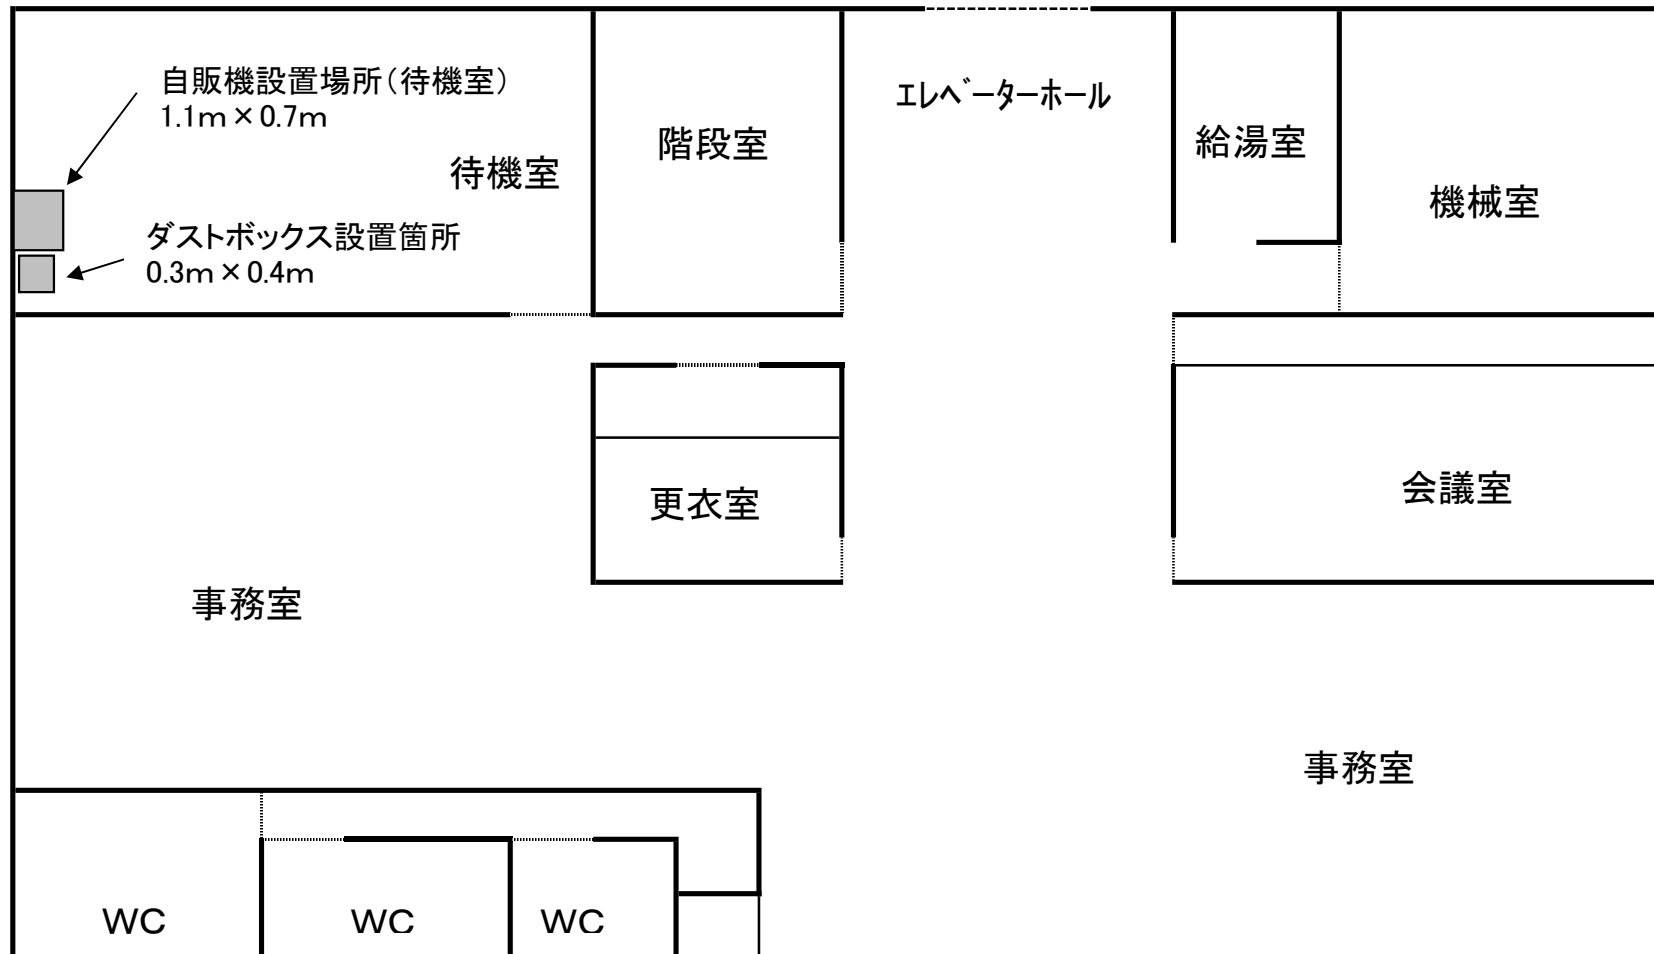 自販機設置場所（待機室）
1.1m×0.7m
エレベーターホール
階段室
給湯室
待機室
機械室
ダストボックス設置箇所
0.3m×0.4m
会議室
更衣室
事務室
事務室
WC
WC
WC